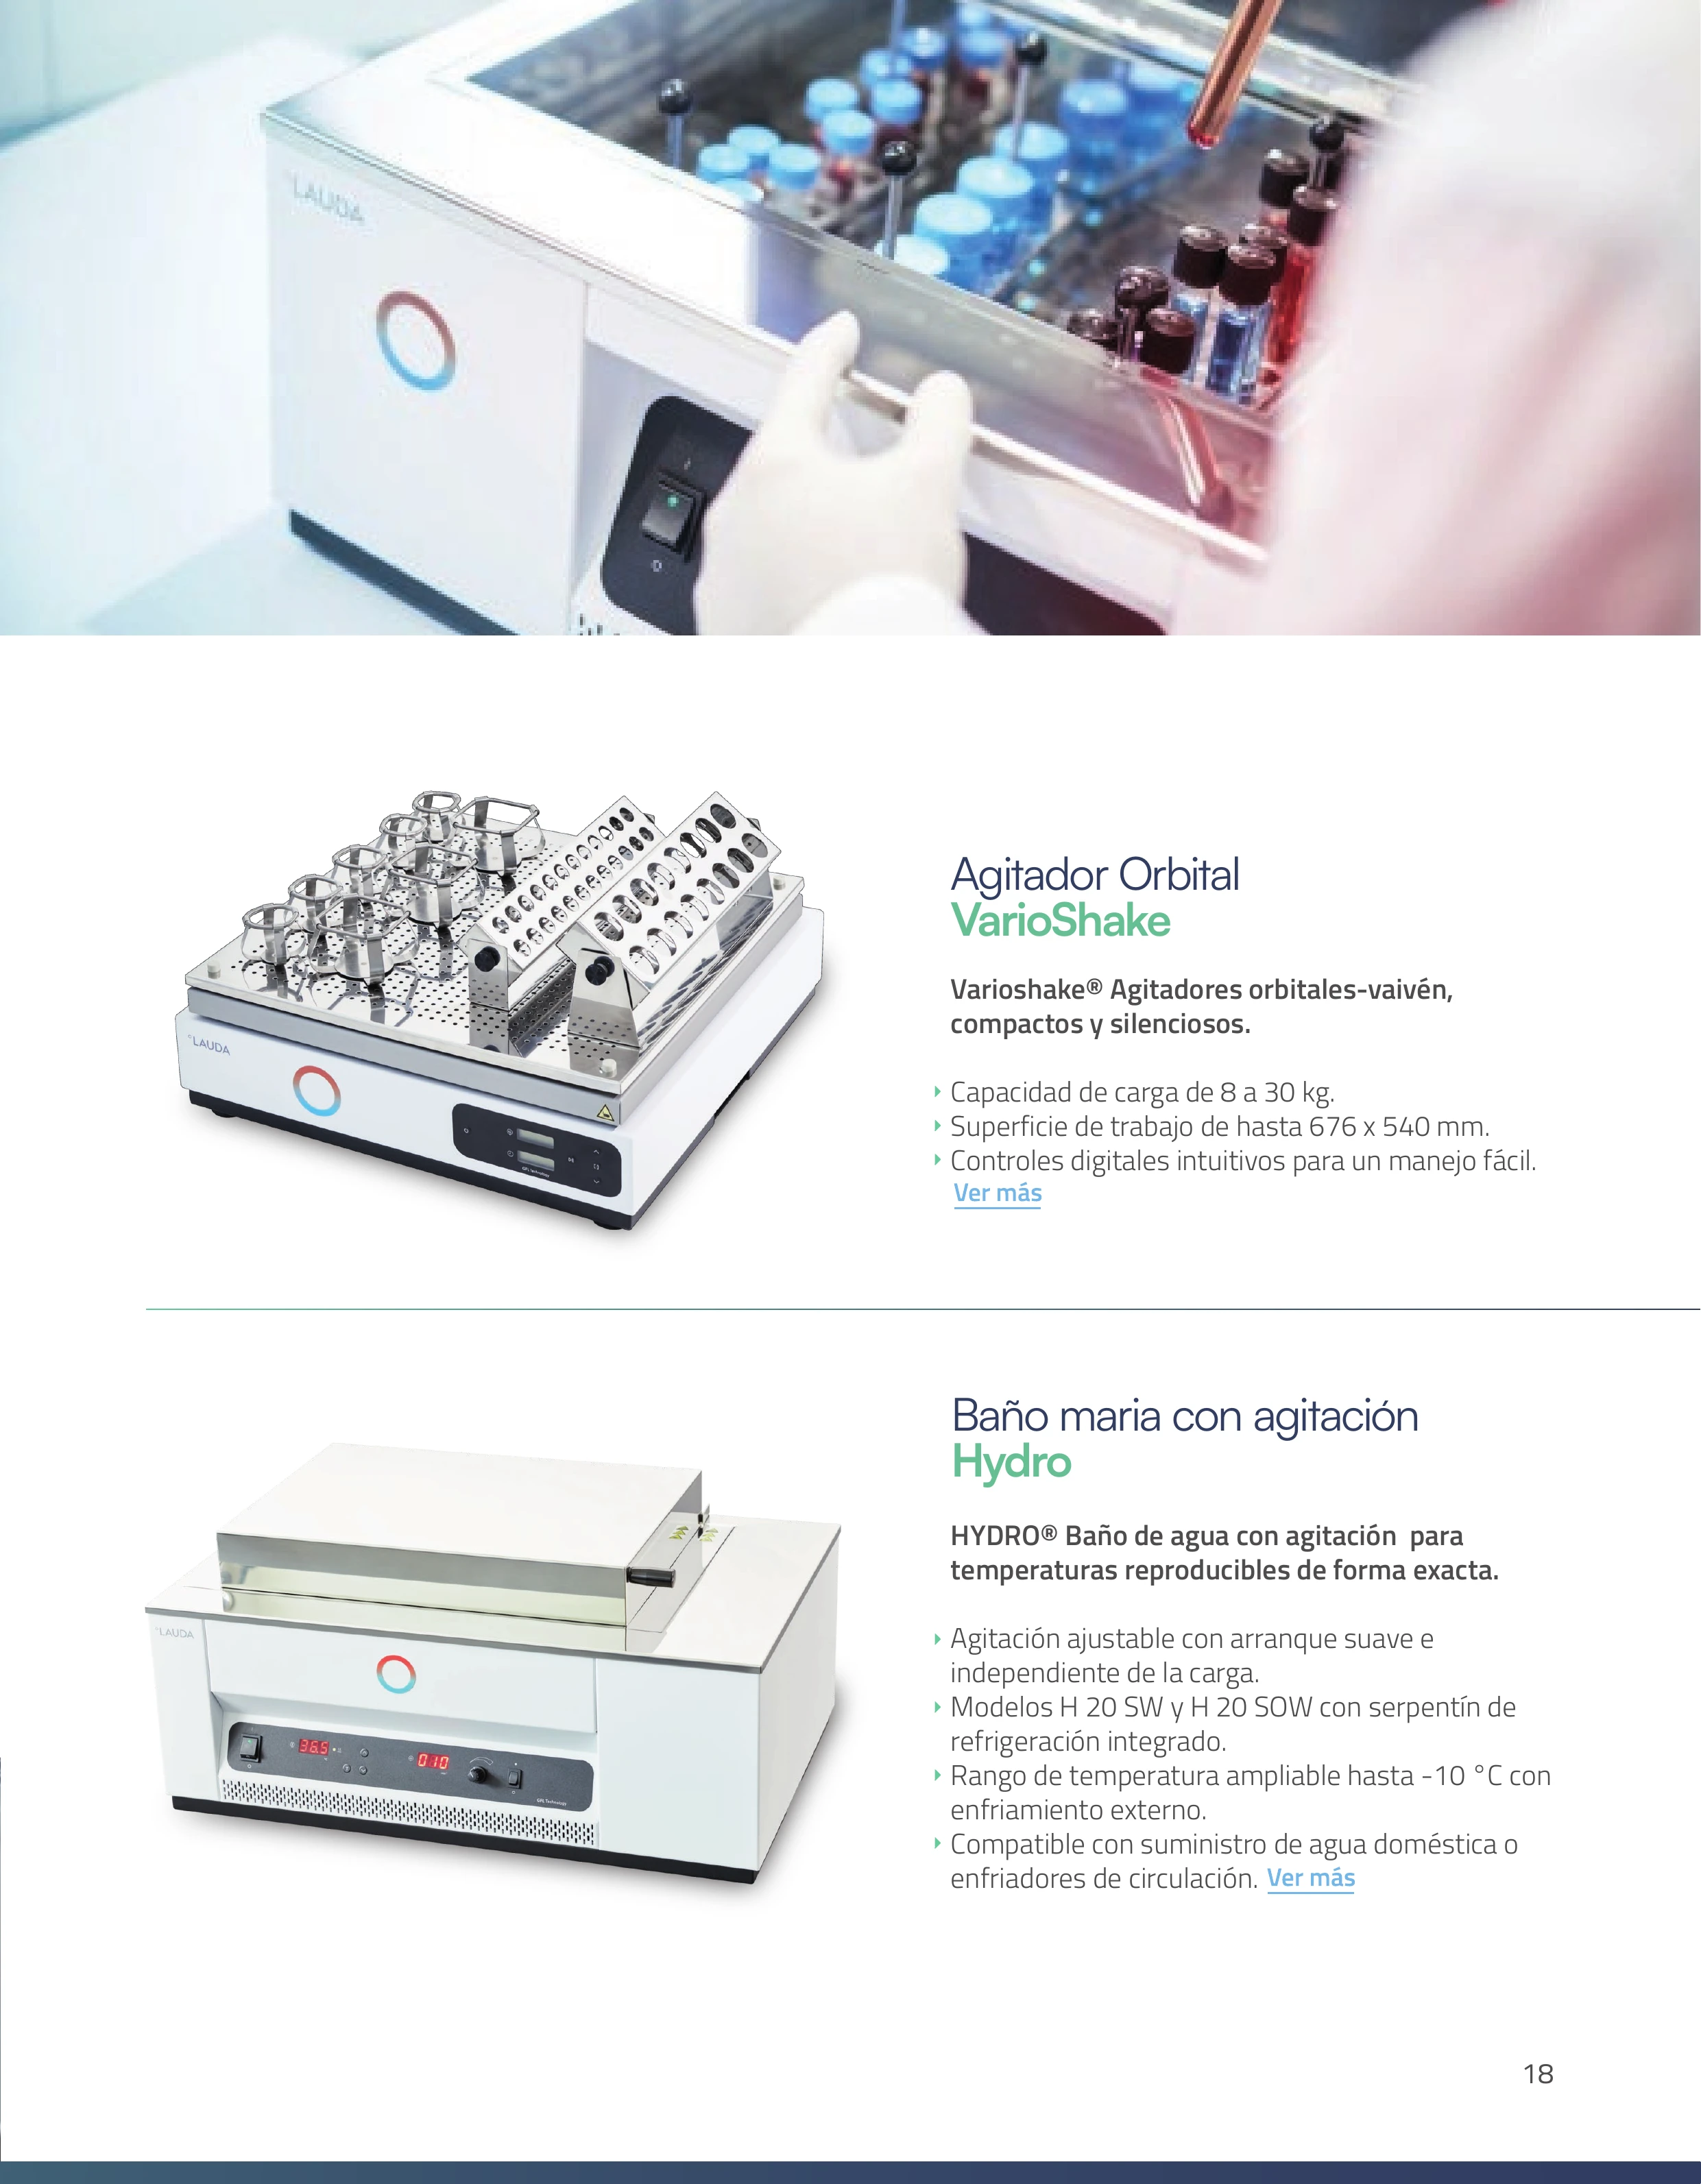 LAUDA
Agitador Orbital
VarioShake
Varioshake® Agitadores orbitales-vaivén,
compactos y silenciosos.
Capacidad de carga de 8 a 30 kg.
Superficie de trabajo de hasta 676 x 540 mm.
Controles digitales intuitivos para un manejo fácil.
Ver más
LAUDA
Baño maria con agitación
Hydro
HYDRO® Baño de agua con agitación para
temperaturas reproducibles de forma exacta.
Agitación ajustable con arranque suave e
independiente de la carga.
Modelos H 20 SW y H 20 SOW con serpentín de
refrigeración integrado.
Rango de temperatura ampliable hasta -10 °C con
enfriamiento externo.
Compatible con suministro de agua doméstica o
enfriadores de circulación. Ver más
LAUDA
36.5
010
18